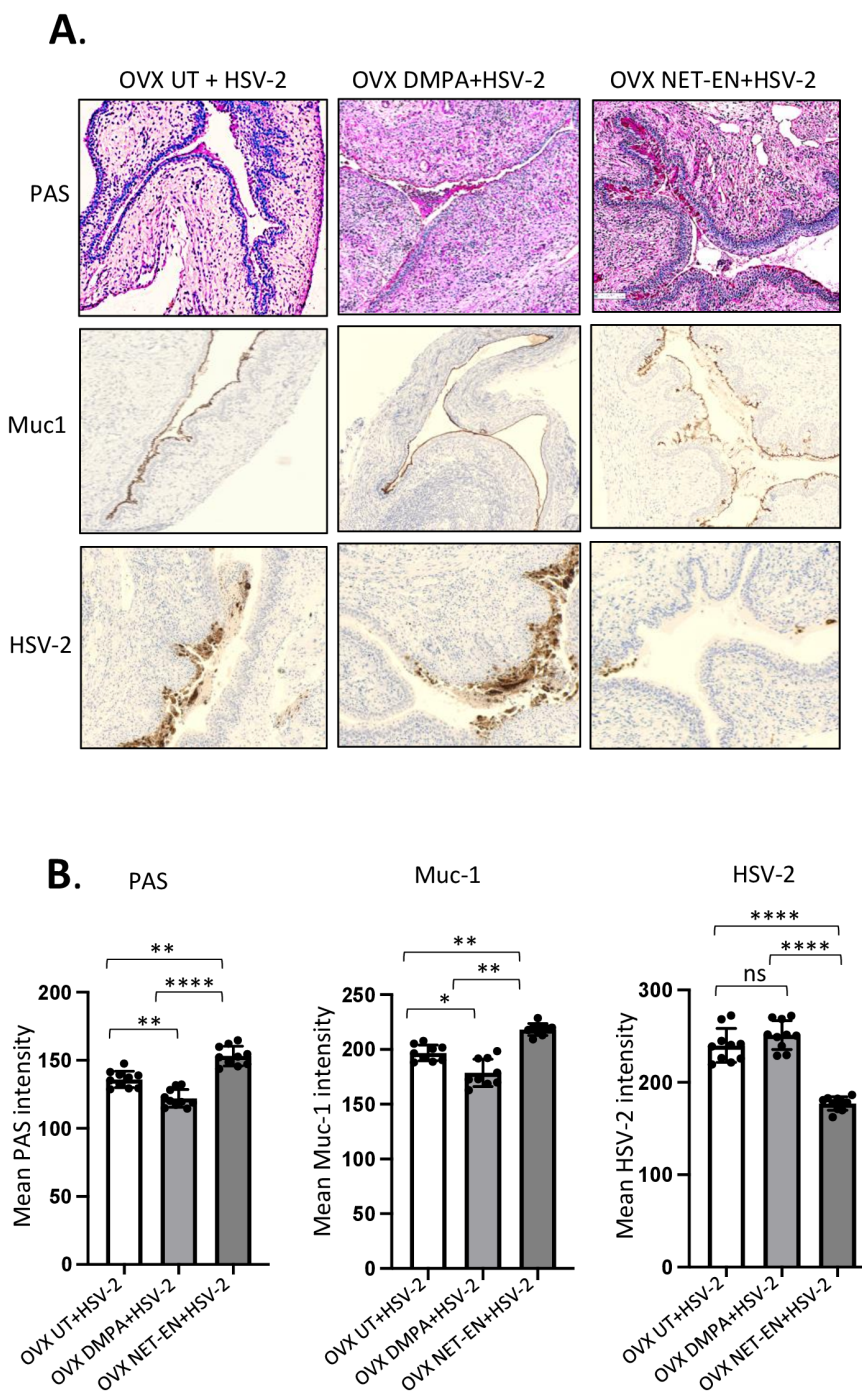 A.
OVX UT + HSV-2 OVX DMPA+HSV-2 OVX NET-EN+HSV-2
PAS
Muc1
HSV-2
B.
PAS
**
****
**
Mean PAS intensity
200
150
100
50
0
OVX UT+HSV-2
OVX DMPA+HSV-2
OVX NET-EN+HSV-2
Muc-1
**
**
*
Mean Muc-1 intensity
250
200
150
100
50
0
OVX UT+HSV-2
OVX DMPA+HSV-2
OVX NET-EN+HSV-2
HSV-2
****
****
ns
Mean HSV-2 intensity
300
200
100
0
OVX UT+HSV-2
OVX DMPA+HSV-2
OVX NET-EN+HSV-2